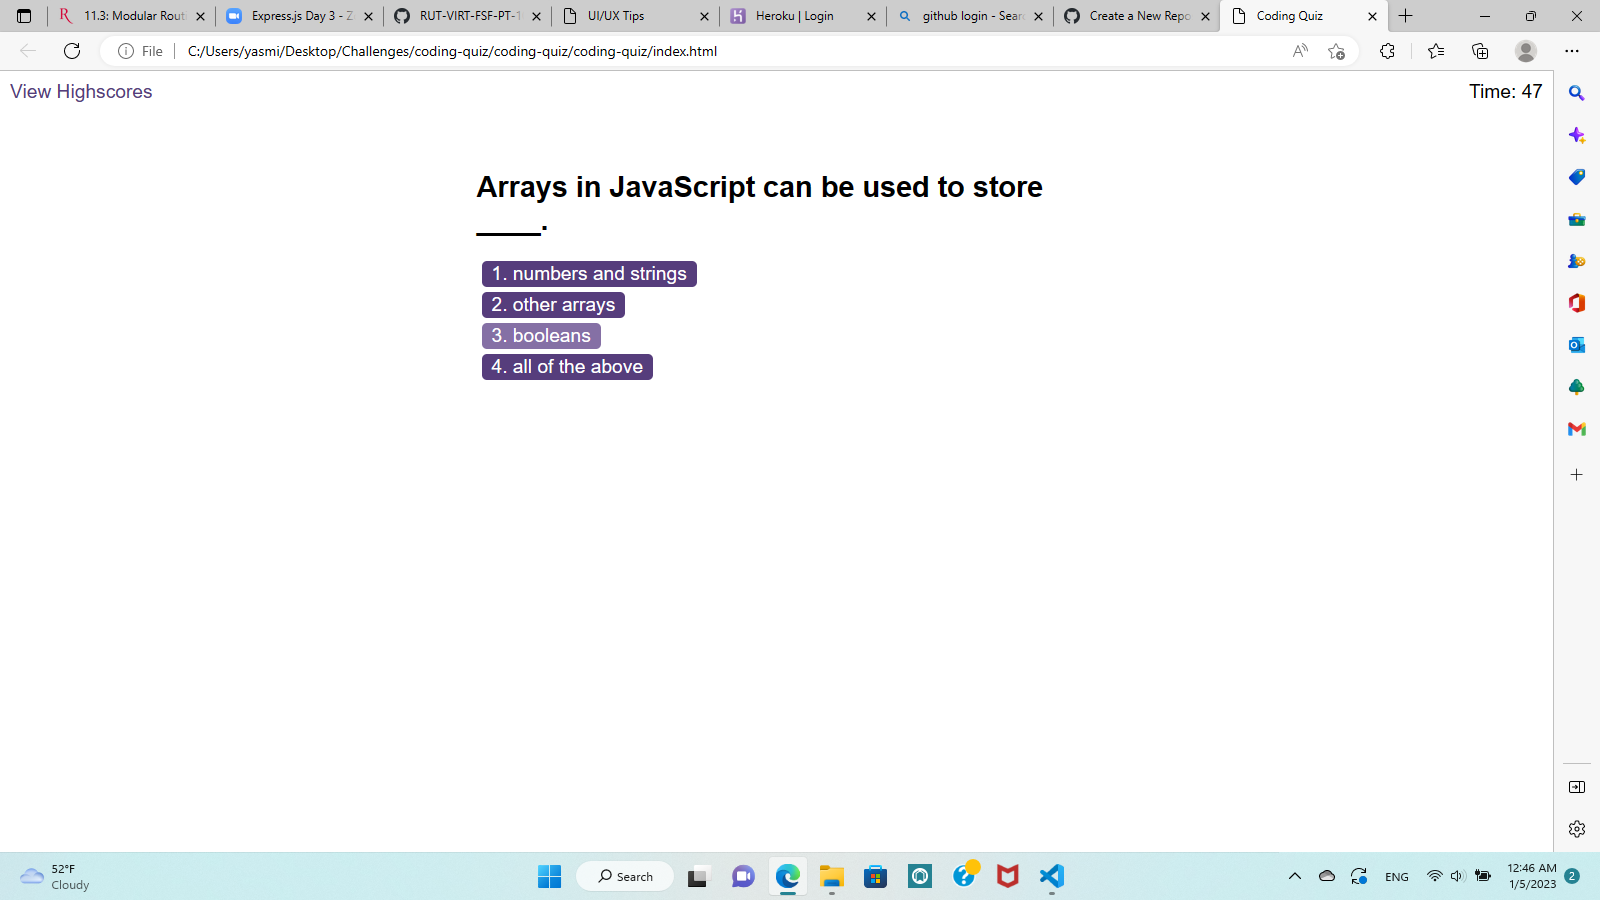 11.3: Modular Rout
Express.js Day 3 - Z
RUT-VIRT-FSF-PT-1
UI/UX Tips
Heroku | Login
github login - Sear
Create a New Repo
Coding Quiz
File
C:/Users/yasmi/Desktop/Challenges/coding-quiz/coding-quiz/coding-quiz/index.html
View Highscores
Time: 47
Arrays in JavaScript can be used to store
____.
1. numbers and strings
2. other arrays
3. booleans
4. all of the above
52°F
Cloudy
Search
ENG
12:46 AM
1/5/2023
2